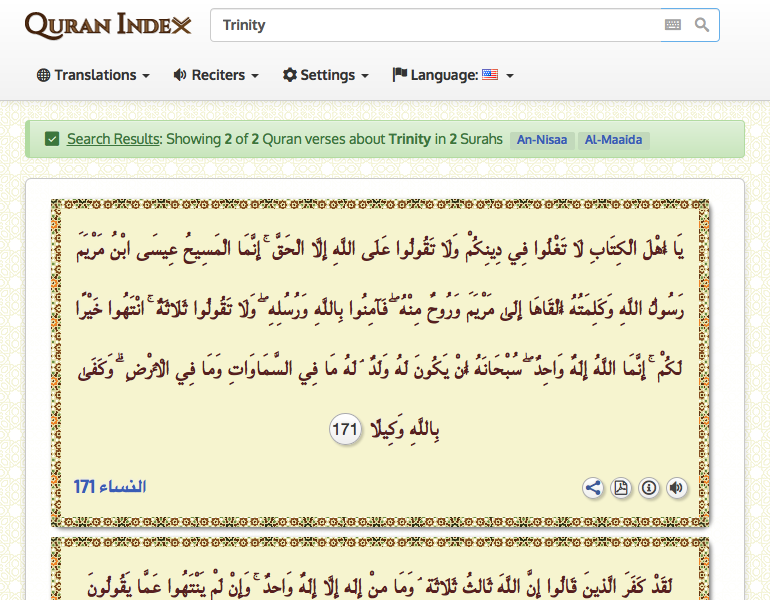 QURAN INDEX
Trinity
Translations
Reciters
Settings
Language:
Search Results: Showing 2 of 2 Quran verses about Trinity in 2 Surahs An-Nisaa Al-Maaida
يَا أَهْلَ الْكِتَابِ لَا تَغْلُوا فِي دِينِكُمْ وَلَا تَقُولُوا عَلَى اللَّهِ إِلَّا الْحَقَّ ۚ إِنَّمَا الْمَسِيحُ عِيسَى ابْنُ مَرْيَمَ
رَسُولُ اللَّهِ وَكَلِمَتُهُ أَلْقَاهَا إِلَىٰ مَرْيَمَ وَرُوحٌ مِنْهُ ۖ فَآمِنُوا بِاللَّهِ وَرُسُلِهِ ۖ وَلَا تَقُولُوا ثَلَاثَةٌ ۚ انْتَهُوا خَيْرًا
لَكُمْ ۚ إِنَّمَا اللَّهُ إِلَٰهٌ وَاحِدٌ ۖ سُبْحَانَهُ أَنْ يَكُونَ لَهُ وَلَدٌ ۘ لَهُ مَا فِي السَّمَاوَاتِ وَمَا فِي الْأَرْضِ ۗ وَكَفَىٰ
بِاللَّهِ وَكِيلًا 171
النساء 171
لَقَدْ كَفَرَ الَّذِينَ قَالُوا إِنَّ اللَّهَ ثَالِثُ ثَلَاثَةٍ ۘ وَمَا مِنْ إِلَٰهٍ إِلَّا إِلَٰهٌ وَاحِدٌ ۚ وَإِنْ لَمْ يَنْتَهُوا عَمَّا يَقُولُونَ